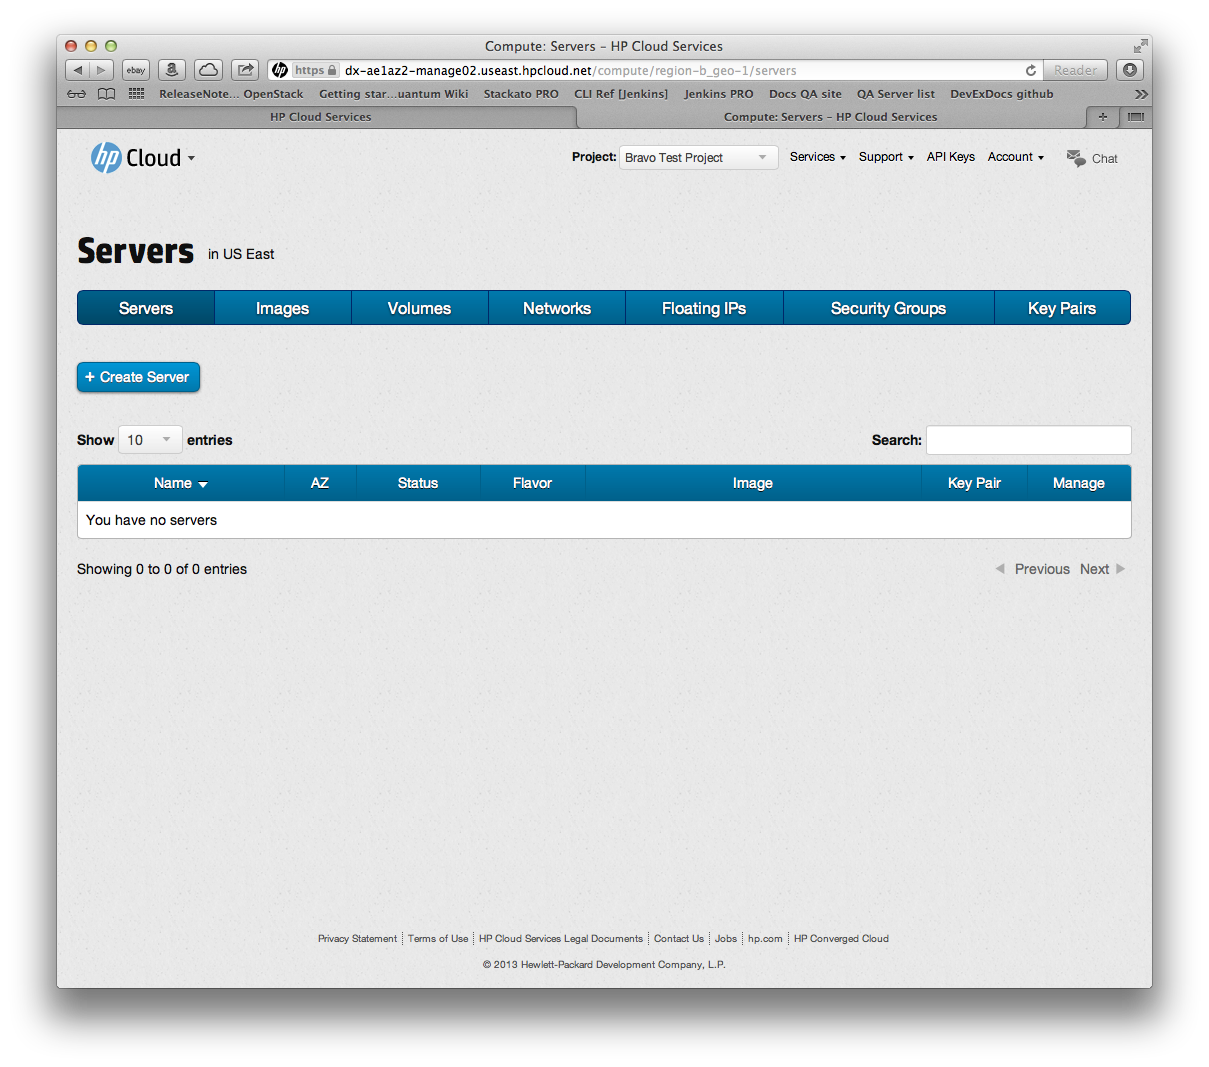 Compute: Servers – HP Cloud Services
ebay a hp https dx-ae1az2-manage02.useast.hpcloud.net/compute/region-b_geo-1/servers Reader
ReleaseNote... OpenStack Getting star...uantum Wiki Stackato PRO CLI Ref [Jenkins] Jenkins PRO Docs QA site QA Server list DevExDocs github
HP Cloud Services Compute: Servers – HP Cloud Services +
hp Cloud Project: Bravo Test Project Services Support API Keys Account Chat
Servers in US East
Servers Images Volumes Networks Floating IPs Security Groups Key Pairs
+ Create Server
Show 10 entries Search:
Name AZ Status Flavor Image Key Pair Manage
You have no servers
Showing 0 to 0 of 0 entries Previous Next
Privacy Statement Terms of Use HP Cloud Services Legal Documents Contact Us Jobs hp.com HP Converged Cloud
© 2013 Hewlett-Packard Development Company, L.P.